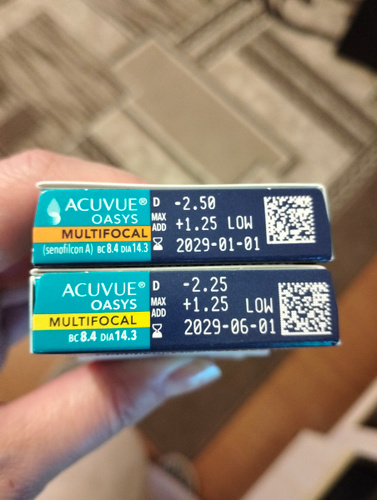 ACUVUE®
OASYS
MULTIFOCAL
(senofilcon A) BC 8.4 DIA 14.3
D -2.50
MAX ADD +1.25 LOW
2029-01-01
ACUVUE®
OASYS
MULTIFOCAL
BC 8.4 DIA 14.3
D -2.25
MAX ADD +1.25 LOW
2029-06-01